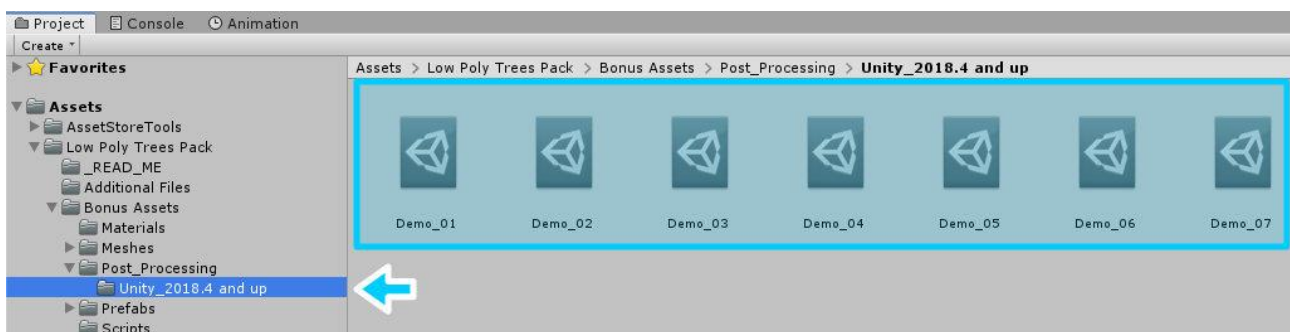 Project Console Animation
Create
Favorites
Assets > Low Poly Trees Pack > Bonus Assets > Post_Processing > Unity_2018.4 and up
Assets
AssetStoreTools
Low Poly Trees Pack
_READ_ME
Additional Files
Bonus Assets
Materials
Meshes
Post_Processing
Unity_2018.4 and up
Prefabs
Scripts
Demo_01 Demo_02 Demo_03 Demo_04 Demo_05 Demo_06 Demo_07